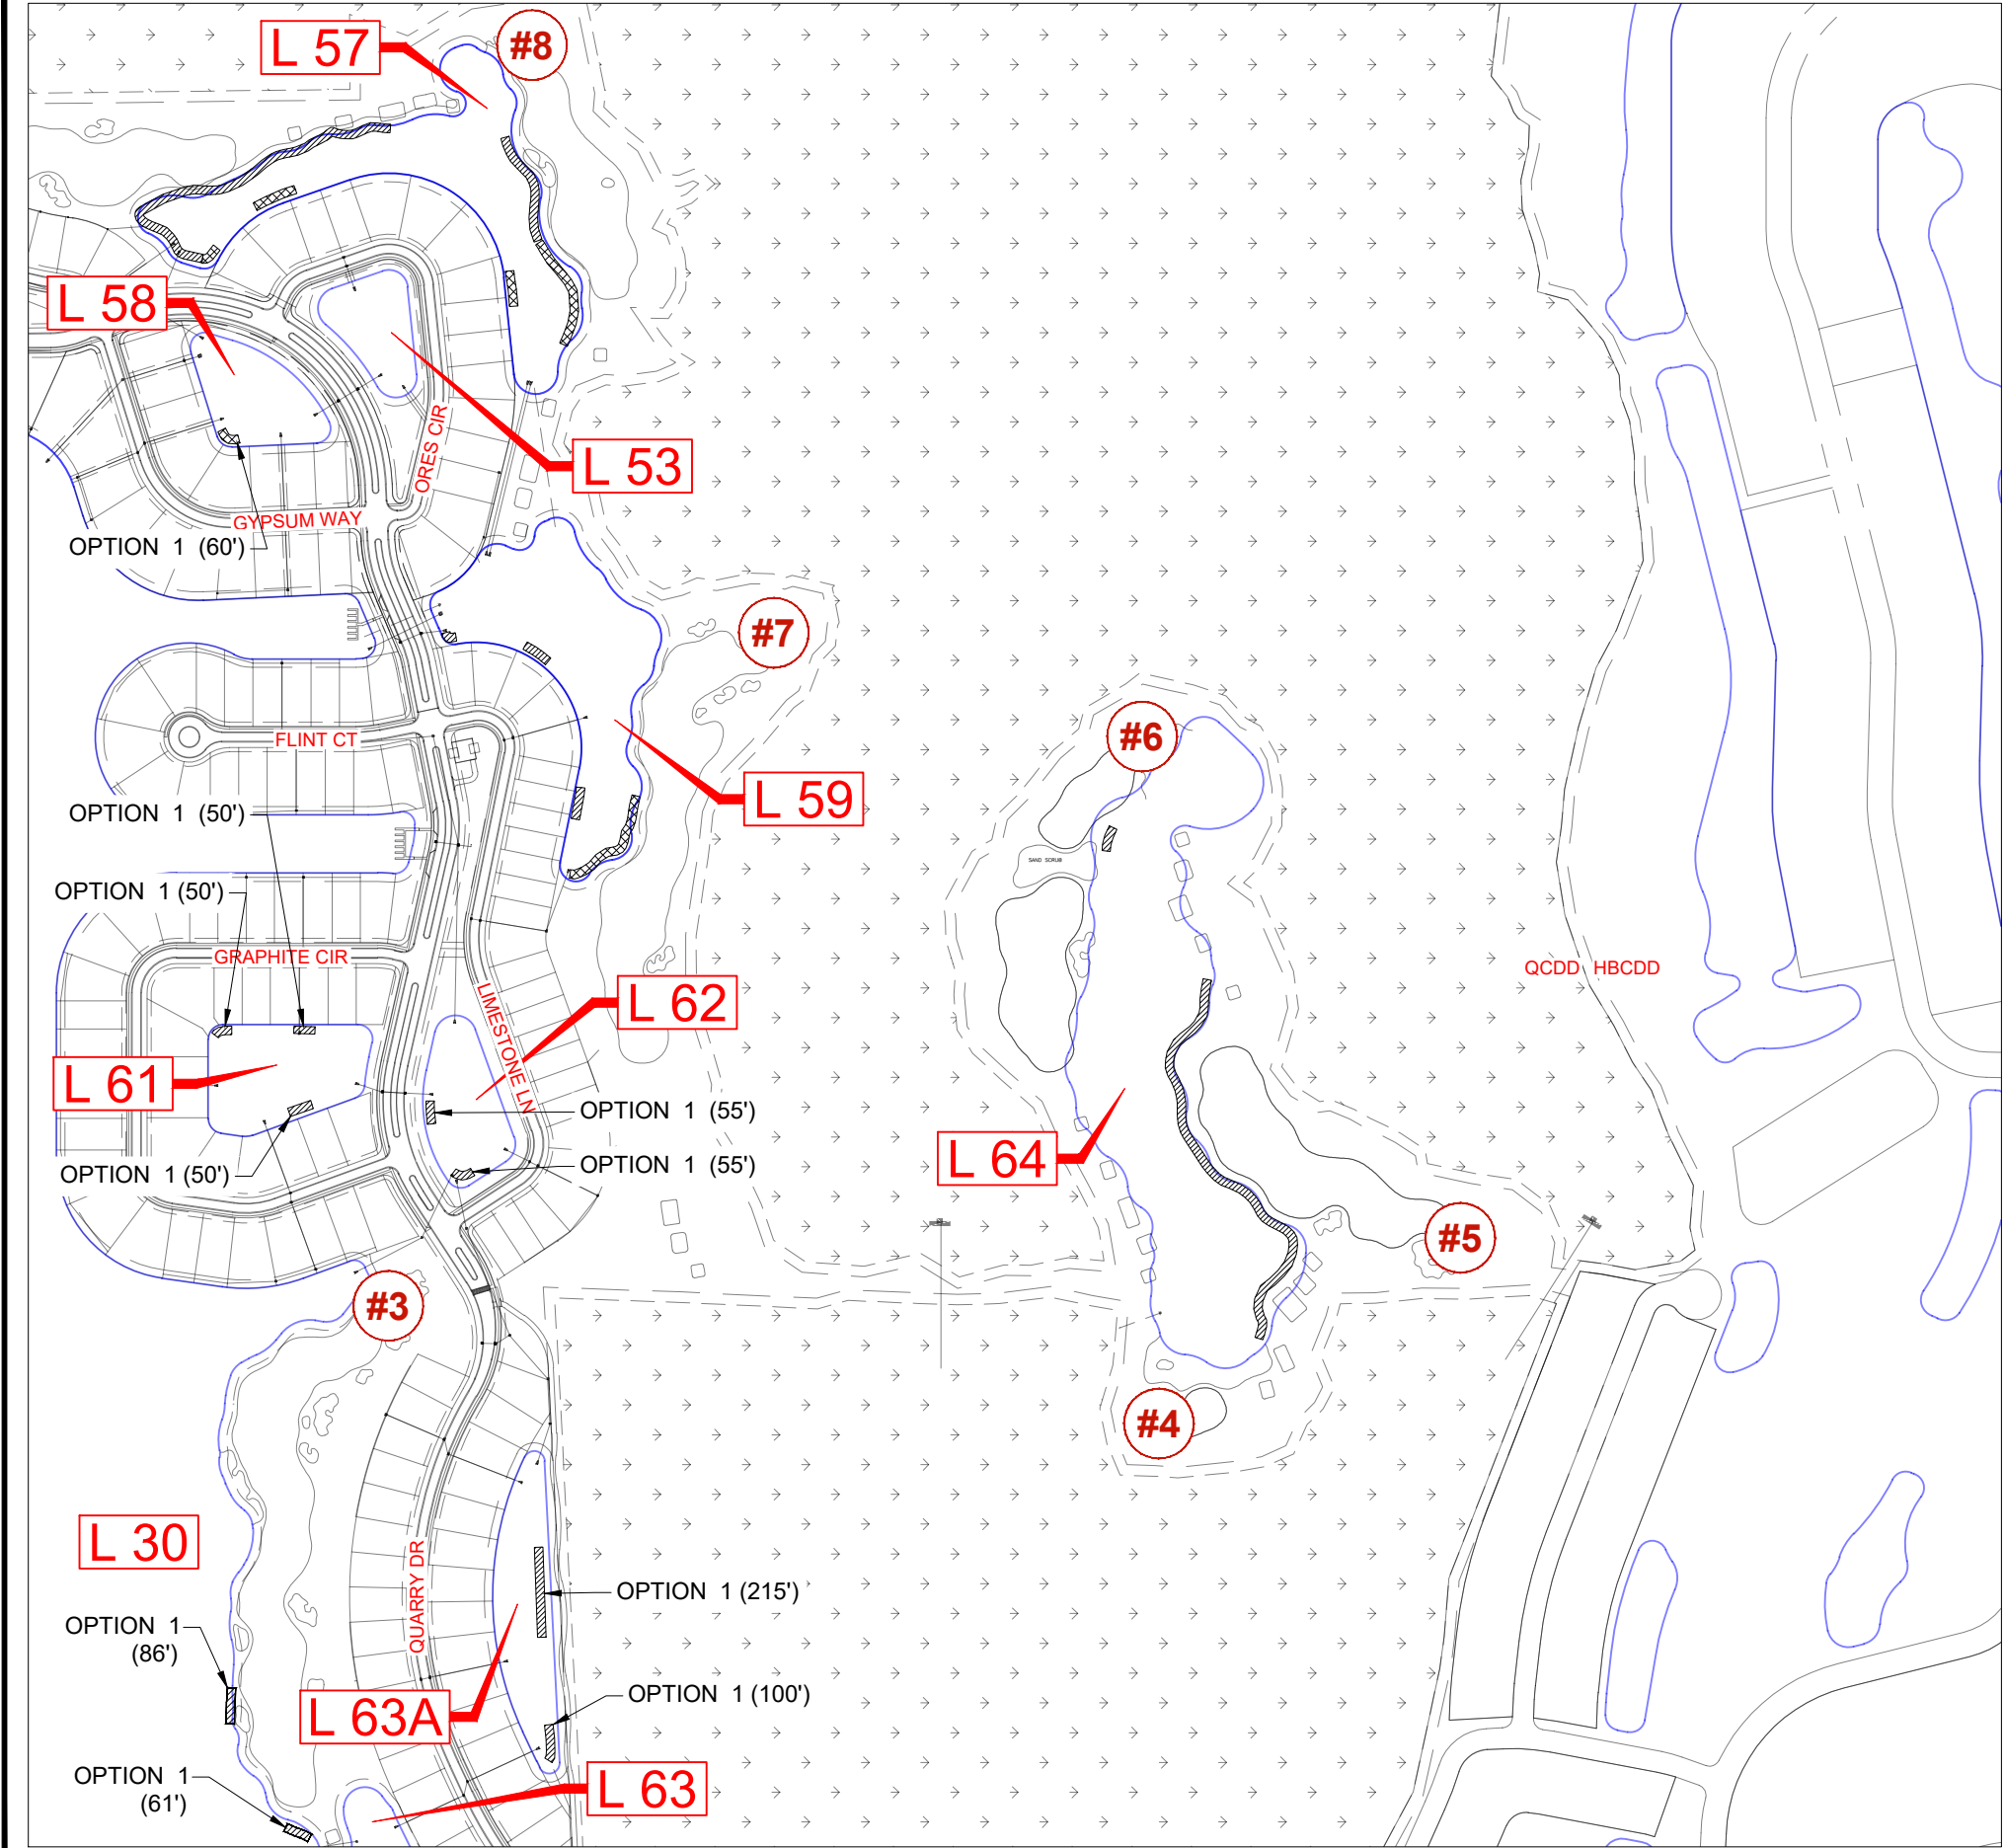 L 57
#8
L 58
L 53
ORES CIR
GYPSUM WAY
OPTION 1 (60')
#7
FLINT CT
#6
L 59
OPTION 1 (50')
SAND SCRUB
OPTION 1 (50')
GRAPHITE CIR
QCDD HBCDD
L 62
LIMESTONE LN
L 61
OPTION 1 (55')
L 64
OPTION 1 (55')
OPTION 1 (50')
#5
#3
#4
L 30
QUARRY DR
OPTION 1 (215')
OPTION 1
(86')
L 63A
OPTION 1 (100')
OPTION 1
(61')
L 63